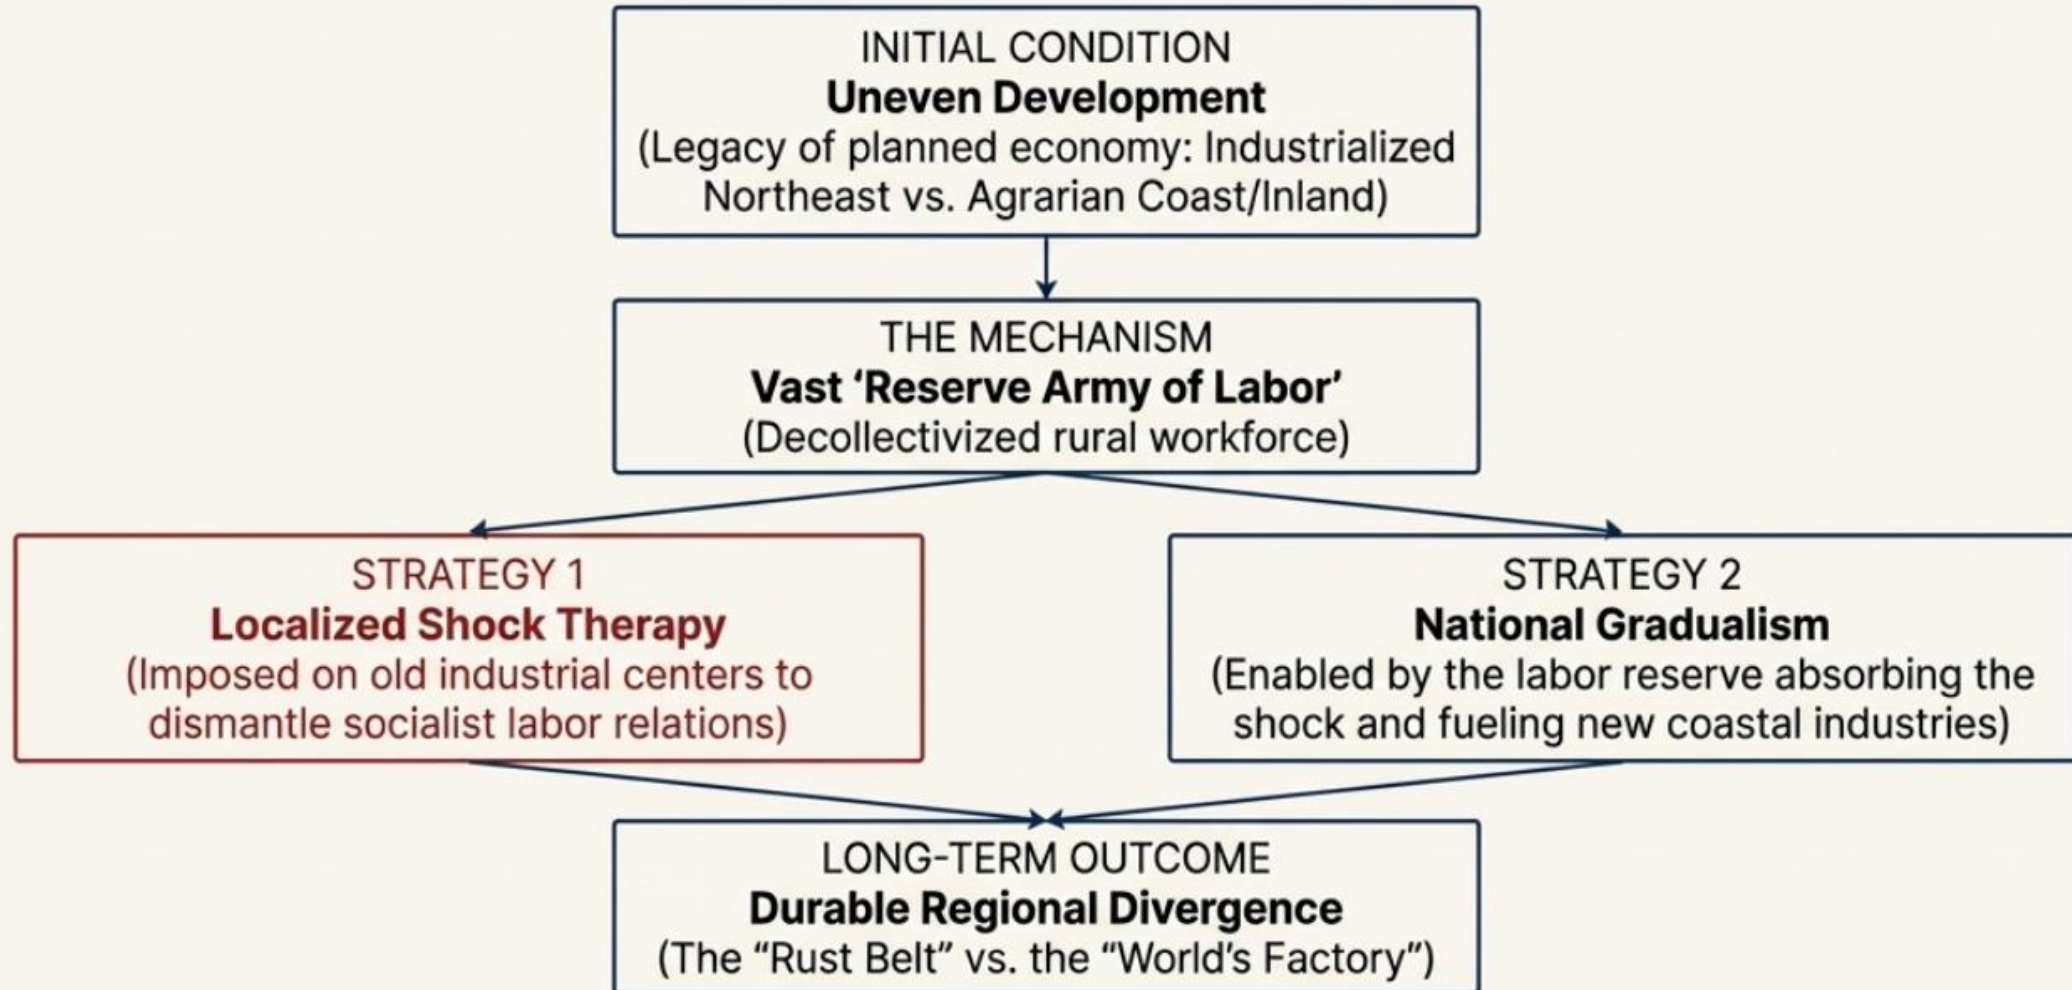 INITIAL CONDITION
Uneven Development
(Legacy of planned economy: Industrialized
Northeast vs. Agrarian Coast/Inland)
THE MECHANISM
Vast ‘Reserve Army of Labor’
(Decollectivized rural workforce)
STRATEGY 1
Localized Shock Therapy
(Imposed on old industrial centers to
dismantle socialist labor relations)
STRATEGY 2
National Gradualism
(Enabled by the labor reserve absorbing the
shock and fueling new coastal industries)
LONG-TERM OUTCOME
Durable Regional Divergence
(The “Rust Belt” vs. the “World’s Factory”)